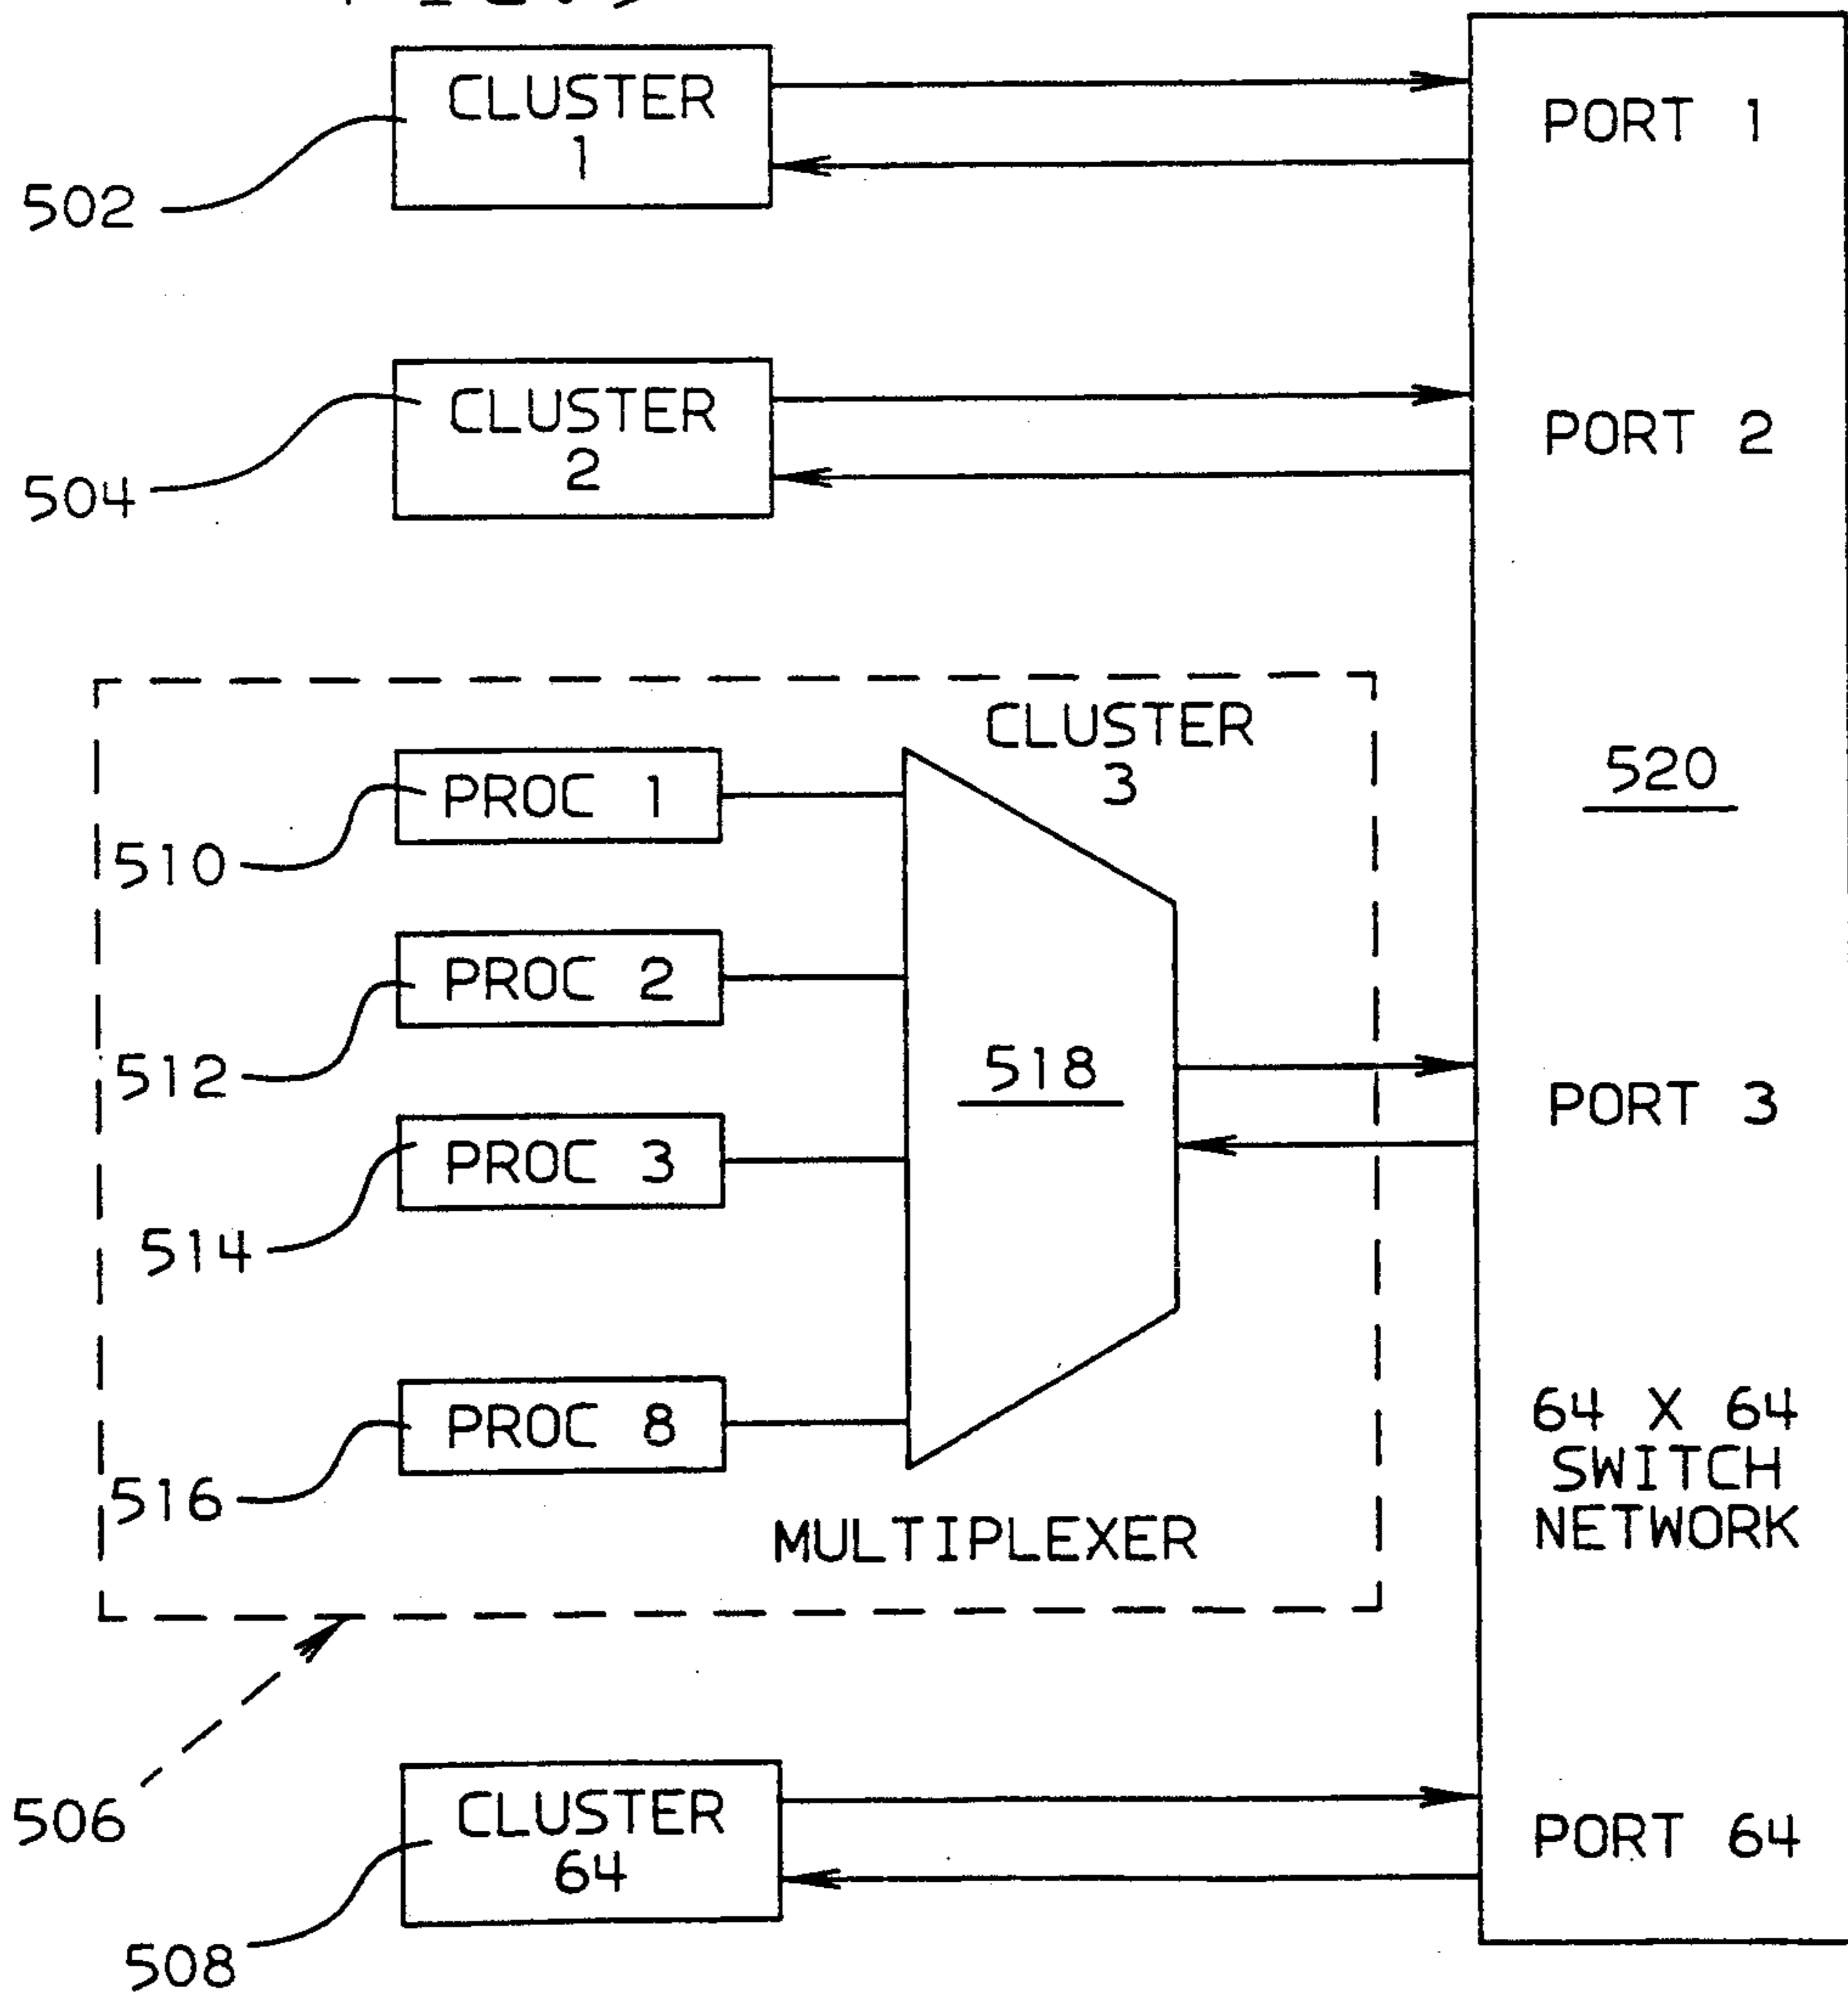 CLUSTER
1
PORT 1
502
CLUSTER
2
PORT 2
504
CLUSTER
3
520
PROC 1
510
PROC 2
512
518
PORT 3
PROC 3
514
64 X 64
SWITCH
NETWORK
PROC 8
516
MULTIPLEXER
506
CLUSTER
64
PORT 64
508